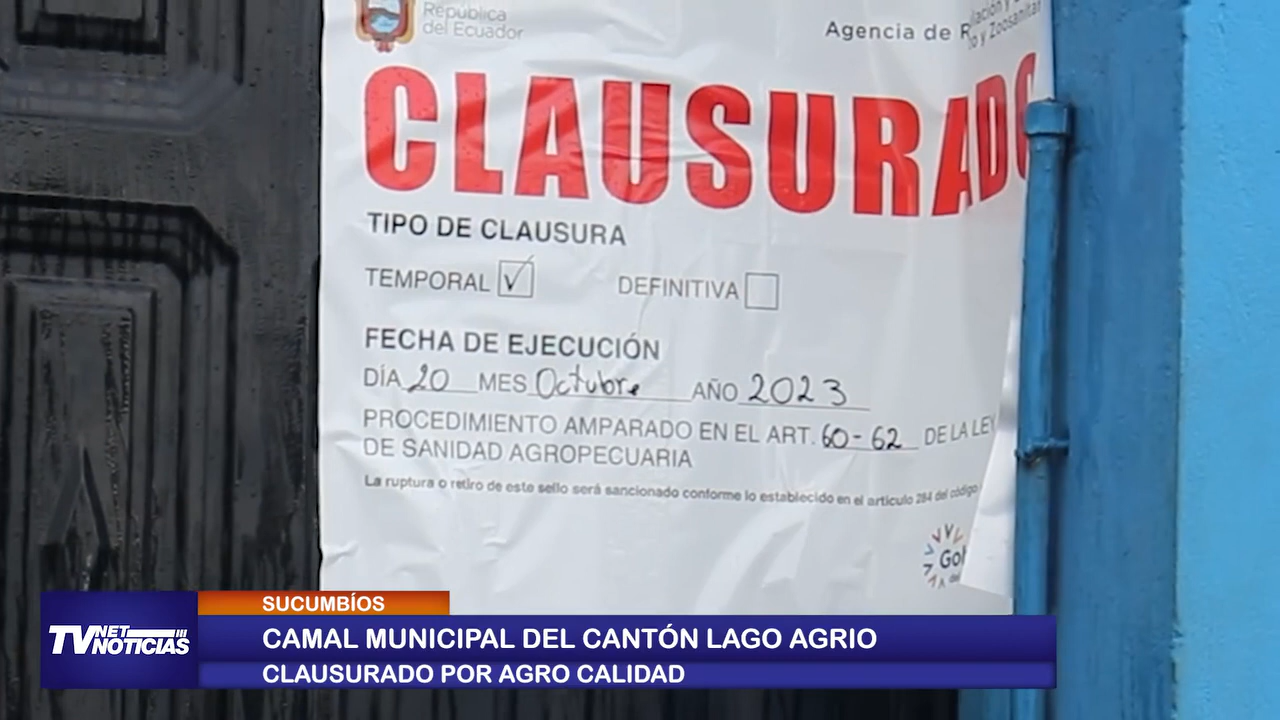 República
del Ecuador
Agencia de R
lación y
o y Zoosanitar
CLAUSURADO
TIPO DE CLAUSURA
TEMPORAL ✓ DEFINITIVA
FECHA DE EJECUCIÓN
DÍA 20 MES Octubre AÑO 2023
PROCEDIMIENTO AMPARADO EN EL ART. 60-62 DE LA LEY
DE SANIDAD AGROPECUARIA
La ruptura o retiro de este sello será sancionado conforme lo establecido en el artículo 284 del código
Gob
SUCUMBÍOS
TVNET NOTICIAS
CAMAL MUNICIPAL DEL CANTÓN LAGO AGRIO
CLAUSURADO POR AGRO CALIDAD